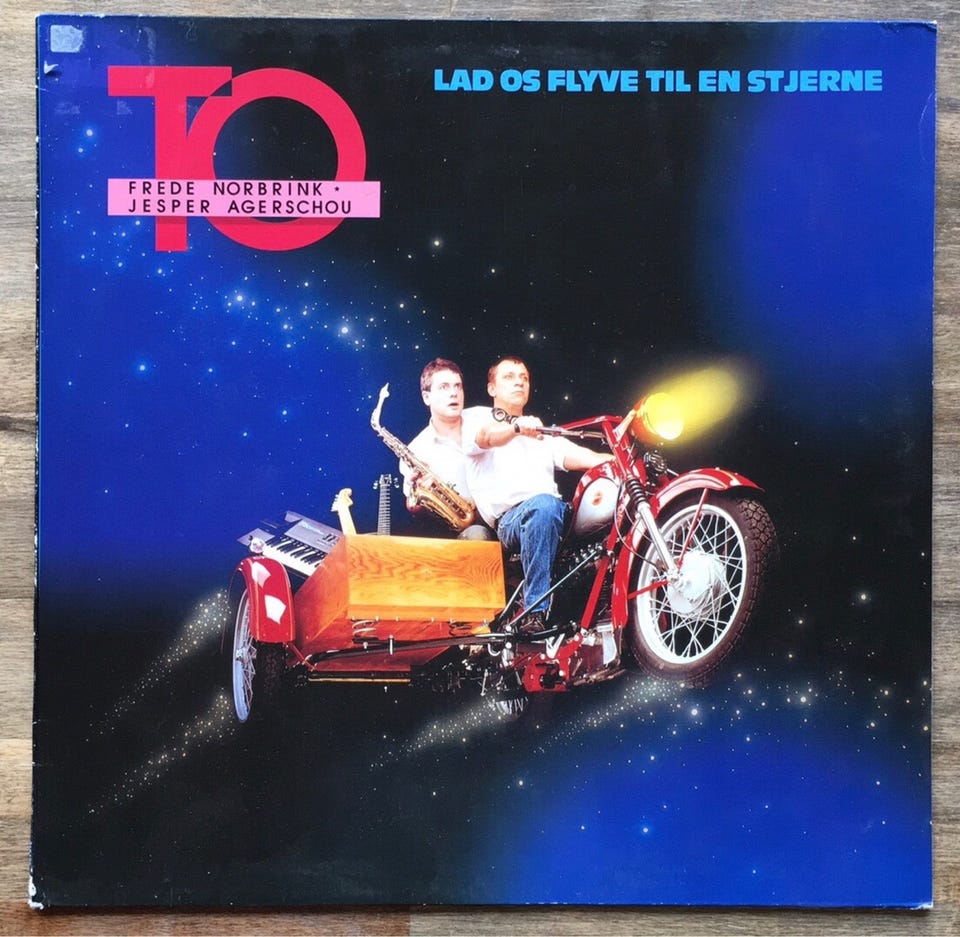 TO
FREDE NORBRINK *
JESPER AGERSCHOU
LAD OS FLYVE TIL EN STJERNE